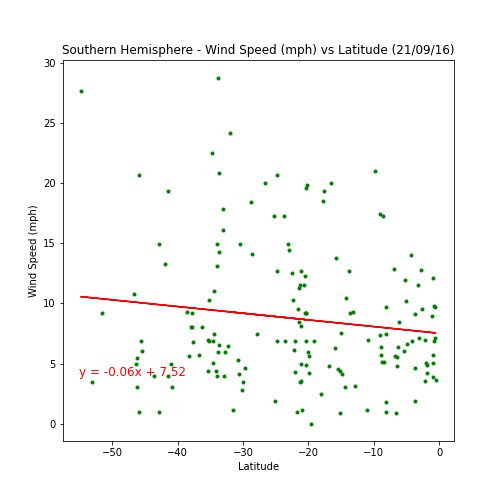 Southern Hemisphere - Wind Speed (mph) vs Latitude (21/09/16)
30
25
20
15
10
5
0
Wind Speed (mph)
y = -0.06x + 7.52
−50 −40 −30 −20 −10 0
Latitude